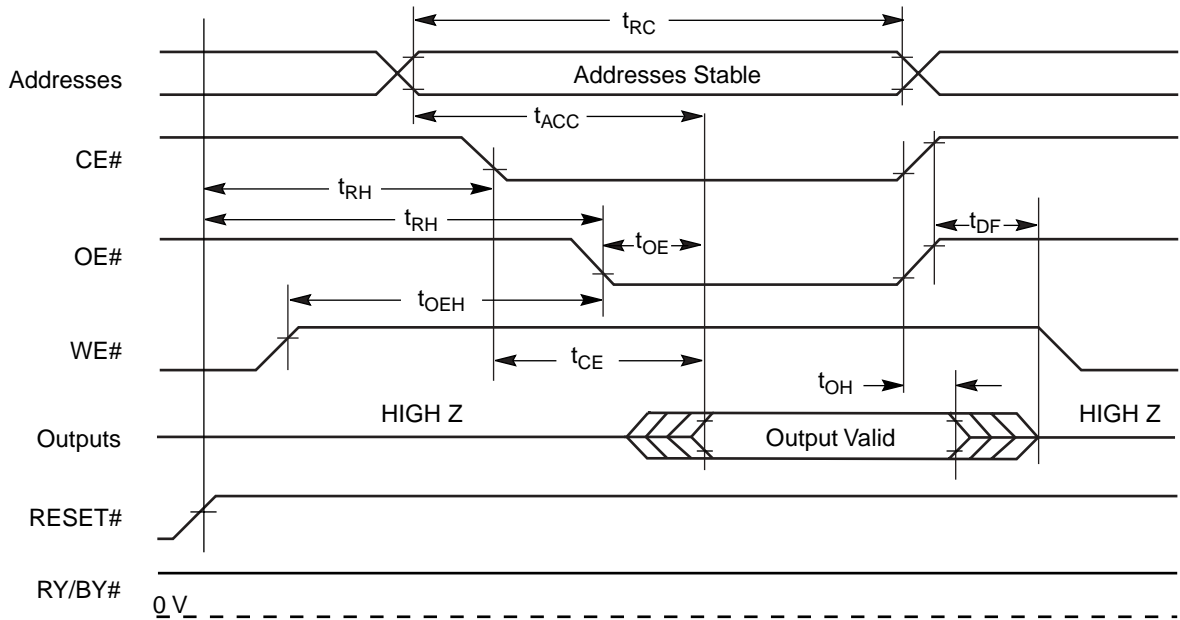 tRC
Addresses
Addresses Stable
tACC
CE#
tRH
tRH
tDF
OE#
tOE
tOEH
WE#
tCE
tOH
HIGH Z
HIGH Z
Outputs
Output Valid
RESET#
RY/BY#
0 V